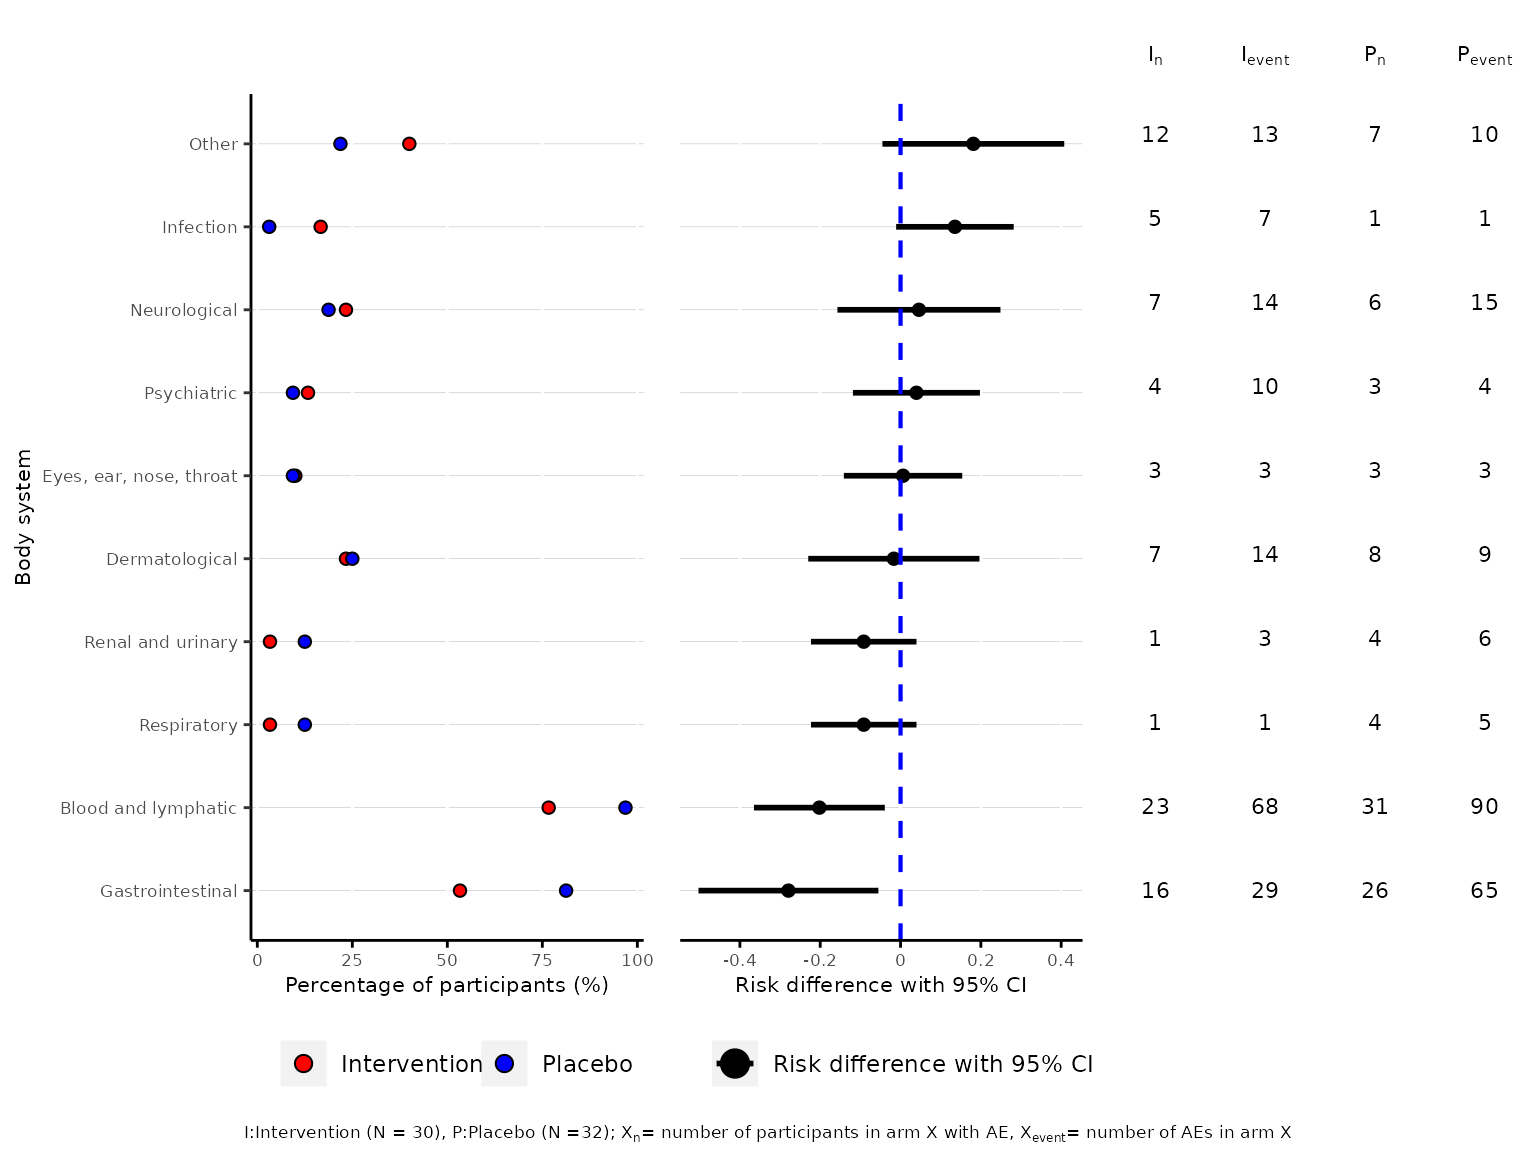 In Ievent Pn Pevent
Other 12 13 7 10
Infection 5 7 1 1
Neurological 7 14 6 15
Psychiatric 4 10 3 4
Eyes, ear, nose, throat 3 3 3 3
Dermatological 7 14 8 9
Renal and urinary 1 3 4 6
Respiratory 1 1 4 5
Blood and lymphatic 23 68 31 90
Gastrointestinal 16 29 26 65
Body system
0 25 50 75 100 -0.4 -0.2 0 0.2 0.4
Percentage of participants (%) Risk difference with 95% CI
Intervention Placebo Risk difference with 95% CI
I:Intervention (N = 30), P:Placebo (N =32); Xn= number of participants in arm X with AE, Xevent= number of AEs in arm X